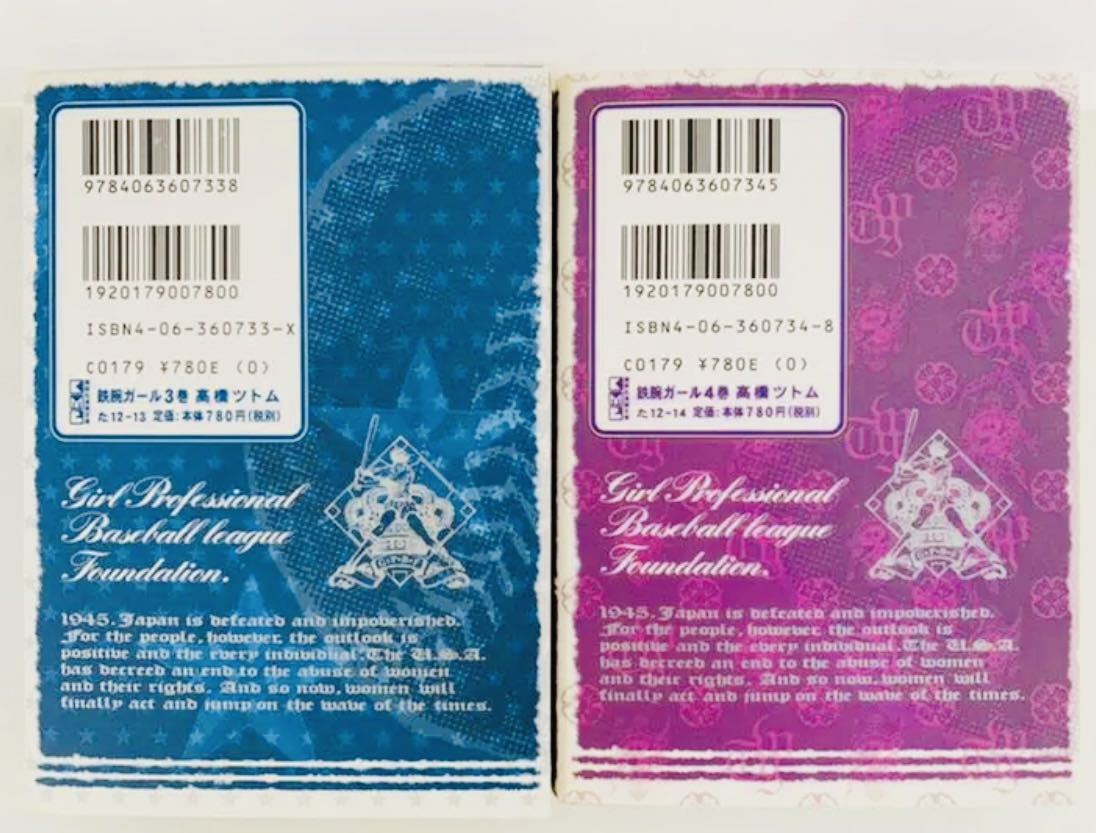 9784063607338
1920179007800
ISBN4-06-360733-X
C0179 ¥780E (0)
鉄腕ガール3巻 高橋ツトム
た12-13 定価:本体780円(税別)
Girl Professional
Baseball league
Foundation.
1945. Japan is defeated and impoverished.
For the people, however, the outlook is
positive and the every individual. The U.S.A.
has decreed an end to the abuse of women
and their rights. And so now, women will
finally act and jump on the wave of the times.
9784063607345
1920179007800
ISBN4-06-360734-8
C0179 ¥780E (0)
鉄腕ガール4巻 高橋ツトム
た12-14 定価:本体780円(税別)
Girl Professional
Baseball league
Foundation.
1945. Japan is defeated and impoverished.
For the people, however, the outlook is
positive and the every individual. The U.S.A.
has decreed an end to the abuse of women
and their rights. And so now, women will
finally act and jump on the wave of the times.